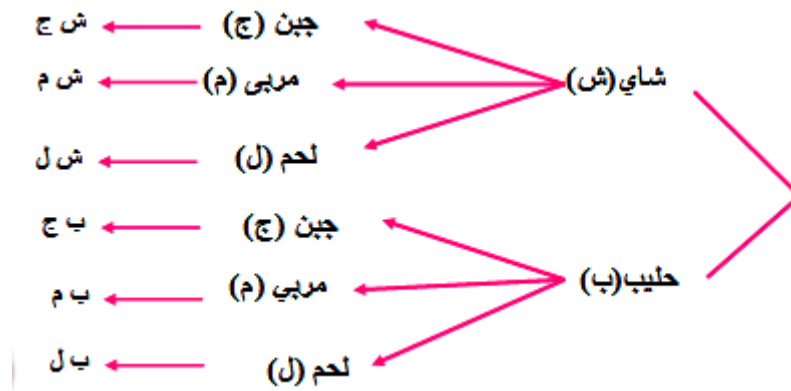 جبن (ج) ش ج
شاي(ش) مربى (م) ش م
لحم (ل) ش ل
جبن (ج) ب ج
حليب(ب) مربي (م) ب م
لحم (ل) ب ل